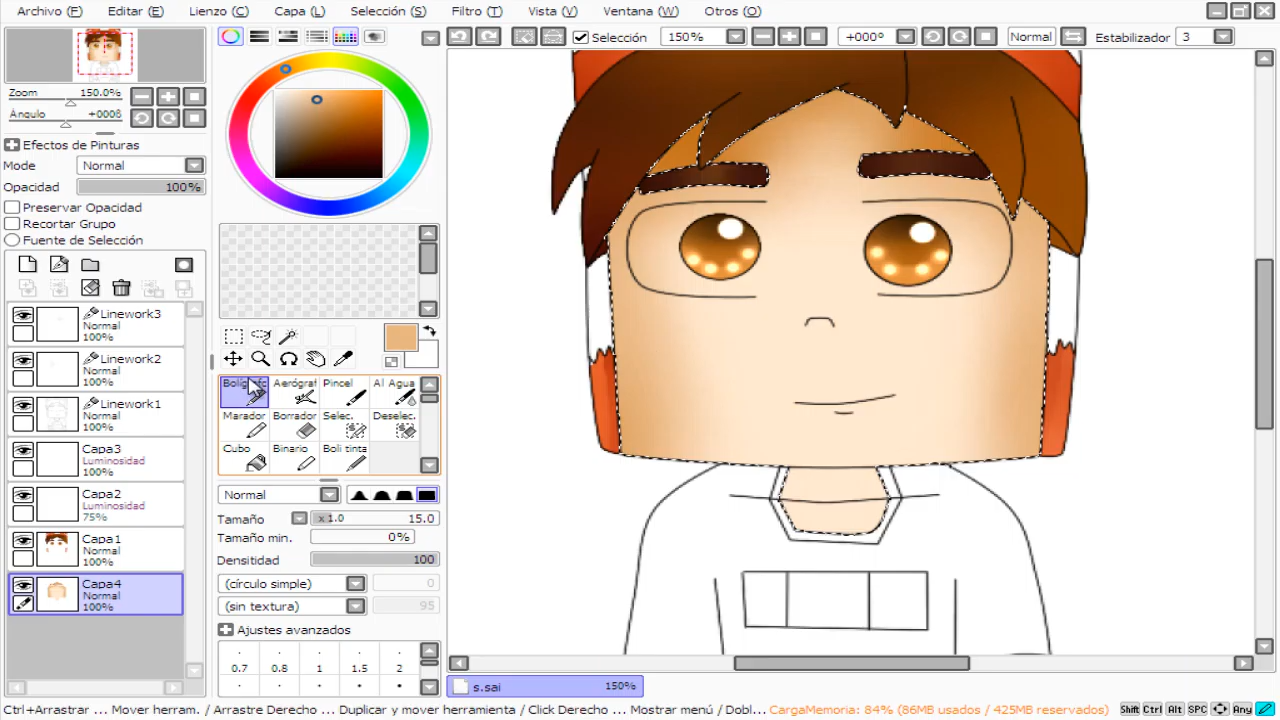 Archivo (F) Editar (E) Lienzo (C) Capa (L) Selección (S) Filtro (T) Vista (V) Ventana (W) Otros (O)
Selección 150% +000° Normal Estabilizador 3
Zoom 150.0%
Ángulo +000ß
Efectos de Pinturas
Mode Normal
Opacidad 100%
Preservar Opacidad
Recortar Grupo
Fuente de Selección
Linework3
Normal
100%
Linework2
Normal
100%
Linework1
Normal
100%
Capa3
Luminosidad
100%
Capa2
Luminosidad
75%
Capa1
Normal
100%
Capa4
Normal
100%
Aerógraf Pincel Al Agua
Marador Borrador Selec. Deselec.
Cubo Binario Boli tinta
Normal
Tamaño x 1.0 15.0
Tamaño min. 0%
Densitidad 100
(círculo simple) 0
(sin textura) 95
Ajustes avanzados
0.7 0.8 1 1.5 2
s.sai 150%
Ctrl+Arrastrar ... Mover herram. / Arrastre Derecho ... Duplicar y mover herramienta / Click Derecho ... Mostrar menú / Dobl... CargaMemoria: 84% (86MB usados / 425MB reservados) Shift Ctrl Alt SPC Any